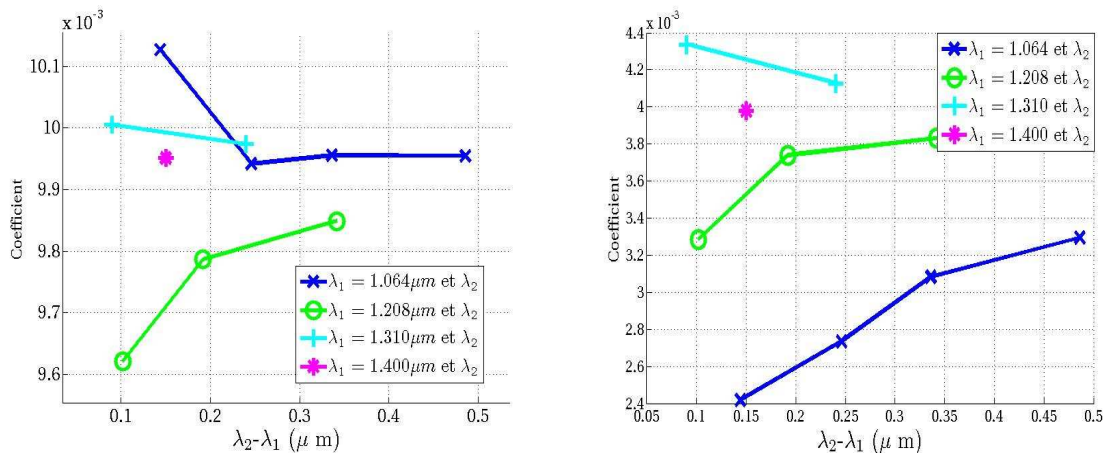 x 10⁻³
10.1
10
9.9
9.8
9.7
9.6
Coefficient
0.1 0.2 0.3 0.4 0.5
λ₂-λ₁ (μ m)
λ₁ = 1.064μm et λ₂
λ₁ = 1.208μm et λ₂
λ₁ = 1.310μm et λ₂
λ₁ = 1.400μm et λ₂
x 10⁻³
4.4
4.2
4
3.8
3.6
3.4
3.2
3
2.8
2.6
2.4
Coefficient
0.05 0.1 0.15 0.2 0.25 0.3 0.35 0.4 0.45 0.5
λ₂-λ₁ (μ m)
λ₁ = 1.064 et λ₂
λ₁ = 1.208 et λ₂
λ₁ = 1.310 et λ₂
λ₁ = 1.400 et λ₂